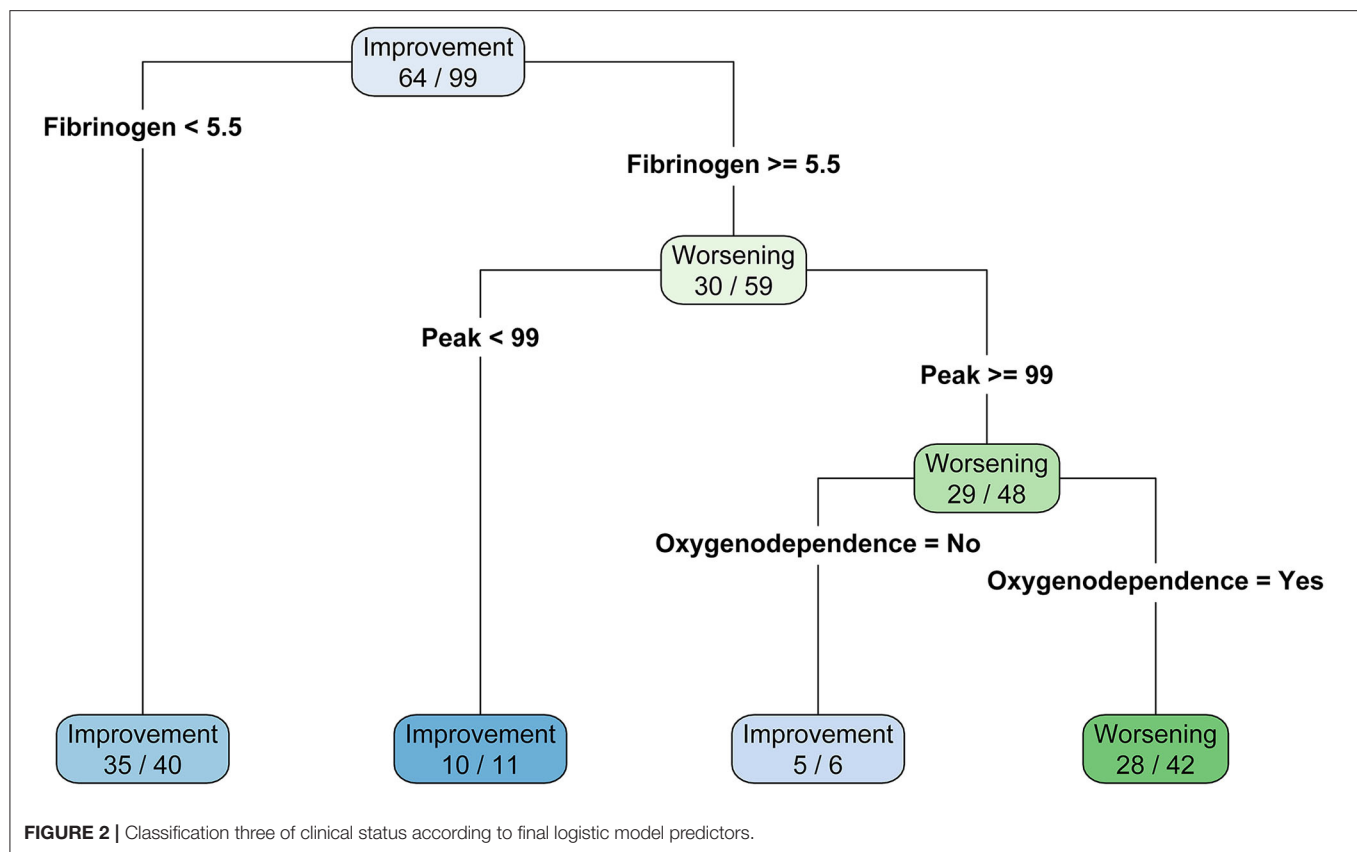 Improvement
64 / 99
Fibrinogen < 5.5
Fibrinogen >= 5.5
Worsening
30 / 59
Peak < 99
Peak >= 99
Worsening
29 / 48
Oxygenodependence = No
Oxygenodependence = Yes
Improvement
35 / 40
Improvement
10 / 11
Improvement
5 / 6
Worsening
28 / 42
FIGURE 2 | Classification three of clinical status according to final logistic model predictors.